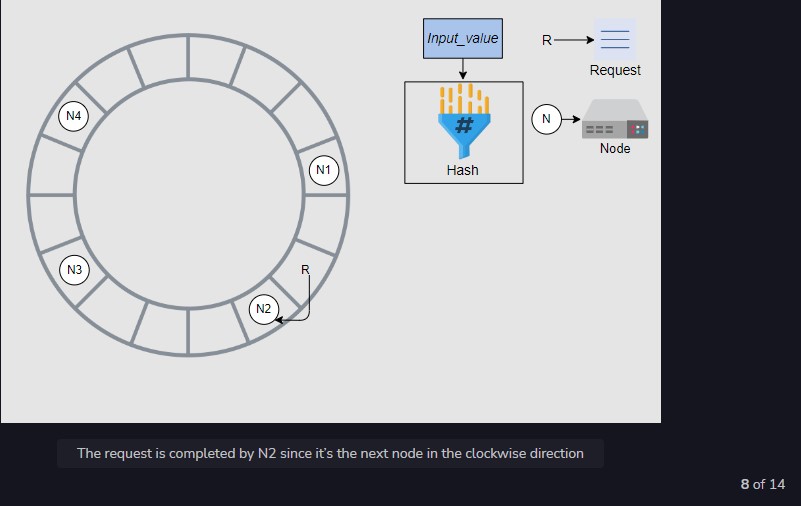 Input_value
R
Request
N4
#
N
N1
Hash
Node
N3
R
N2
The request is completed by N2 since it's the next node in the clockwise direction
8 of 14